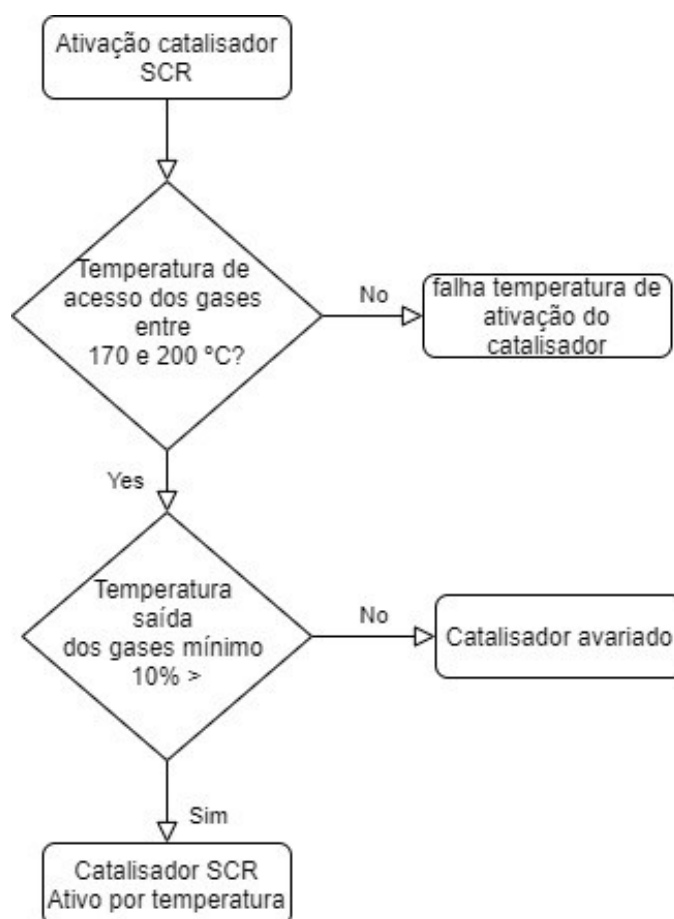 Ativação catalisador
SCR
Temperatura de
acesso dos gases
entre
170 e 200 ºC?
No
falha temperatura de
ativação do
catalisador
Yes
Temperatura
saída
dos gases mínimo
10% >
No
Catalisador avariado
Sim
Catalisador SCR
Ativo por temperatura